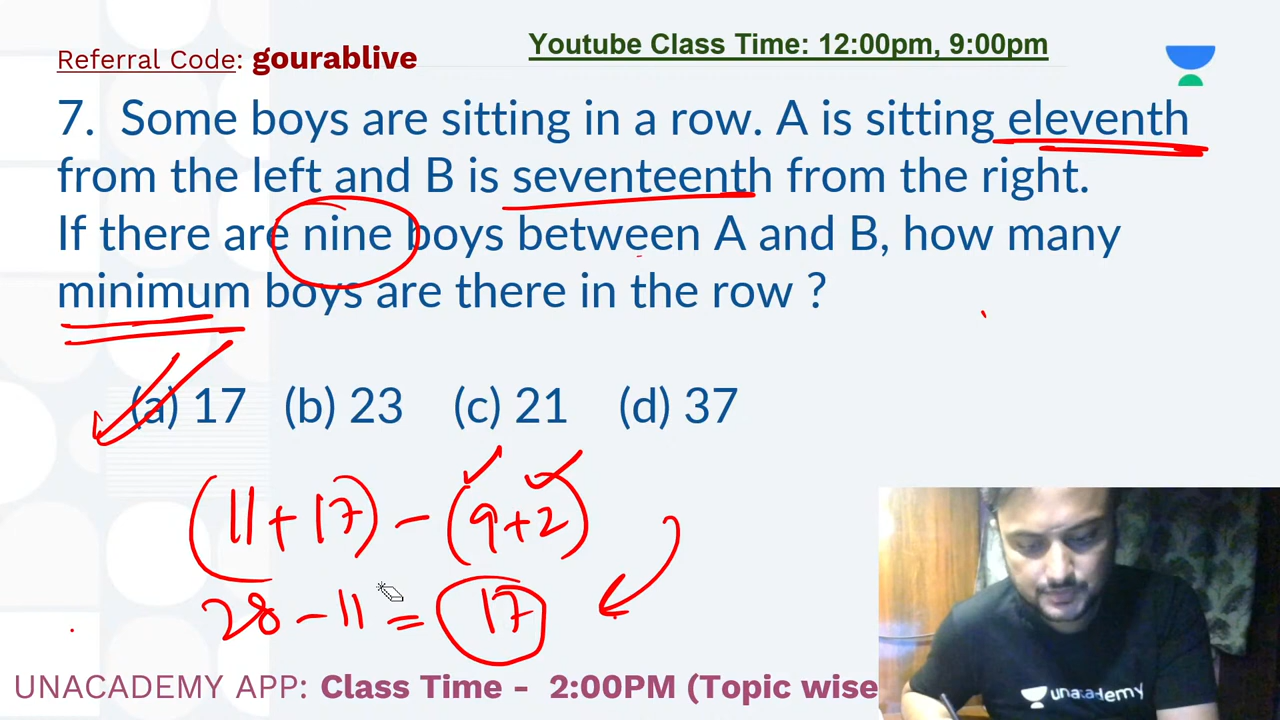 Referral Code: gourablive
Youtube Class Time: 12:00pm, 9:00pm
7. Some boys are sitting in a row. A is sitting eleventh
from the left and B is seventeenth from the right.
If there are nine boys between A and B, how many
minimum boys are there in the row ?
(a) 17 (b) 23 (c) 21 (d) 37
(11+17) - (9+2)
28 - 11 = 17
UNACADEMY APP: Class Time - 2:00PM (Topic wise
unacademy